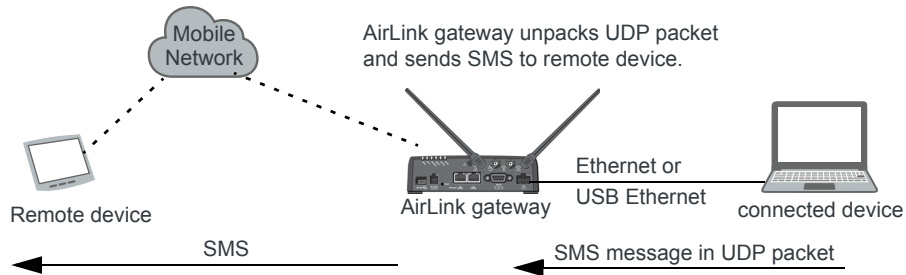 Mobile
Network
AirLink gateway unpacks UDP packet
and sends SMS to remote device.
Ethernet or
USB Ethernet
Remote device
AirLink gateway
connected device
SMS
SMS message in UDP packet